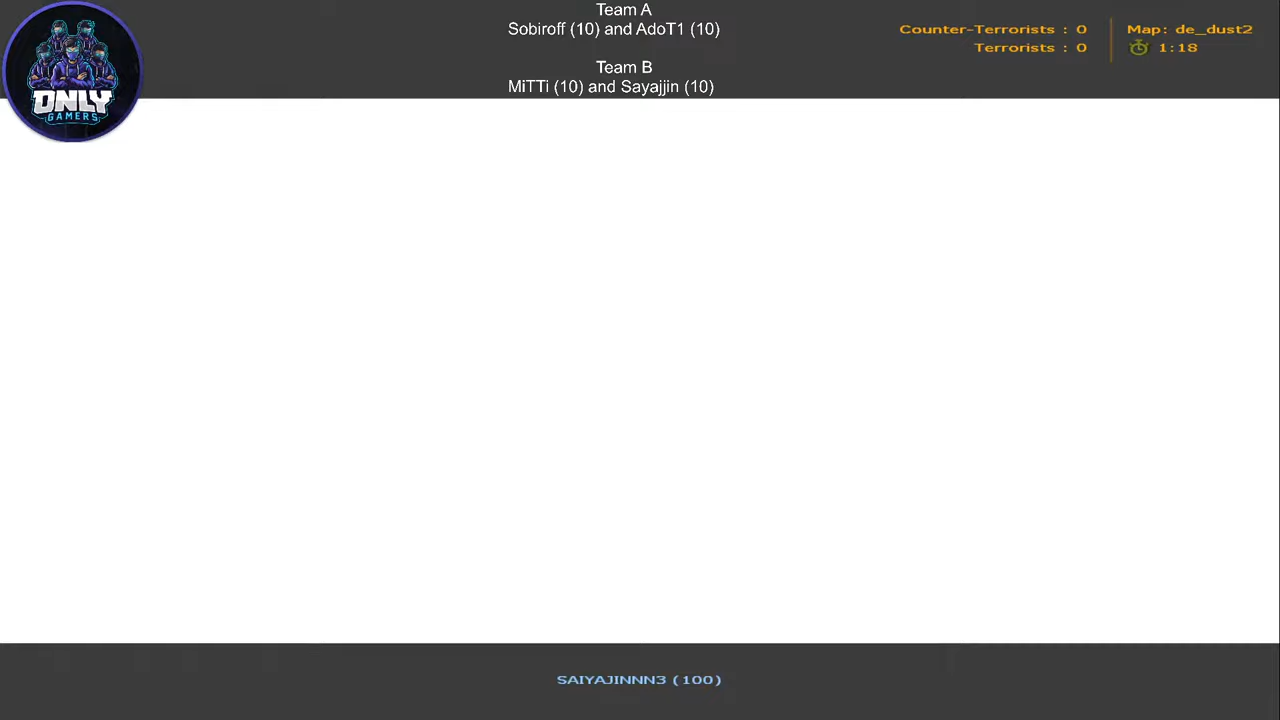 ONLY
GAMERS
Team A
Sobiroff (10) and AdoT1 (10)
Team B
MiTTi (10) and Sayajjin (10)
Counter-Terrorists : 0
Terrorists : 0
Map: de_dust2
1:18
SAIYAJINNN3 (100)